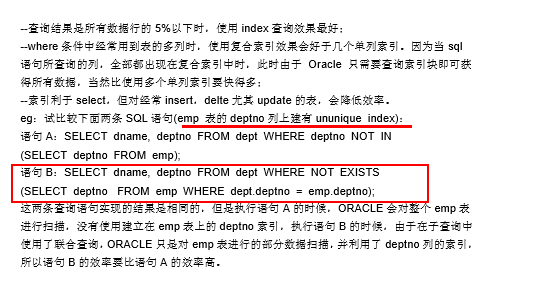 --查询结果是所有数据行的 5%以下时，使用 index 查询效果最好；
--where 条件中经常用到表的多列时，使用复合索引效果会好于几个单列索引。因为当 sql
语句所查询的列，全部都出现在复合索引中时，此时由于 Oracle 只需要查询索引块即可获
得所有数据，当然比使用多个单列索引要快得多；
--索引利于 select，但对经常 insert，delte 尤其 update 的表，会降低效率。
eg：试比较下面两条 SQL 语句(emp 表的 deptno 列上建有 ununique index)：
语句 A：SELECT dname, deptno FROM dept WHERE deptno NOT IN
(SELECT deptno FROM emp);
语句 B：SELECT dname, deptno FROM dept WHERE NOT EXISTS
(SELECT deptno FROM emp WHERE dept.deptno = emp.deptno);
这两条查询语句实现的结果是相同的，但是执行语句 A 的时候，ORACLE 会对整个 emp 表
进行扫描，没有使用建立在 emp 表上的 deptno 索引，执行语句 B 的时候，由于在子查询中
使用了联合查询，ORACLE 只是对 emp 表进行的部分数据扫描，并利用了 deptno 列的索引，
所以语句 B 的效率要比语句 A 的效率高。